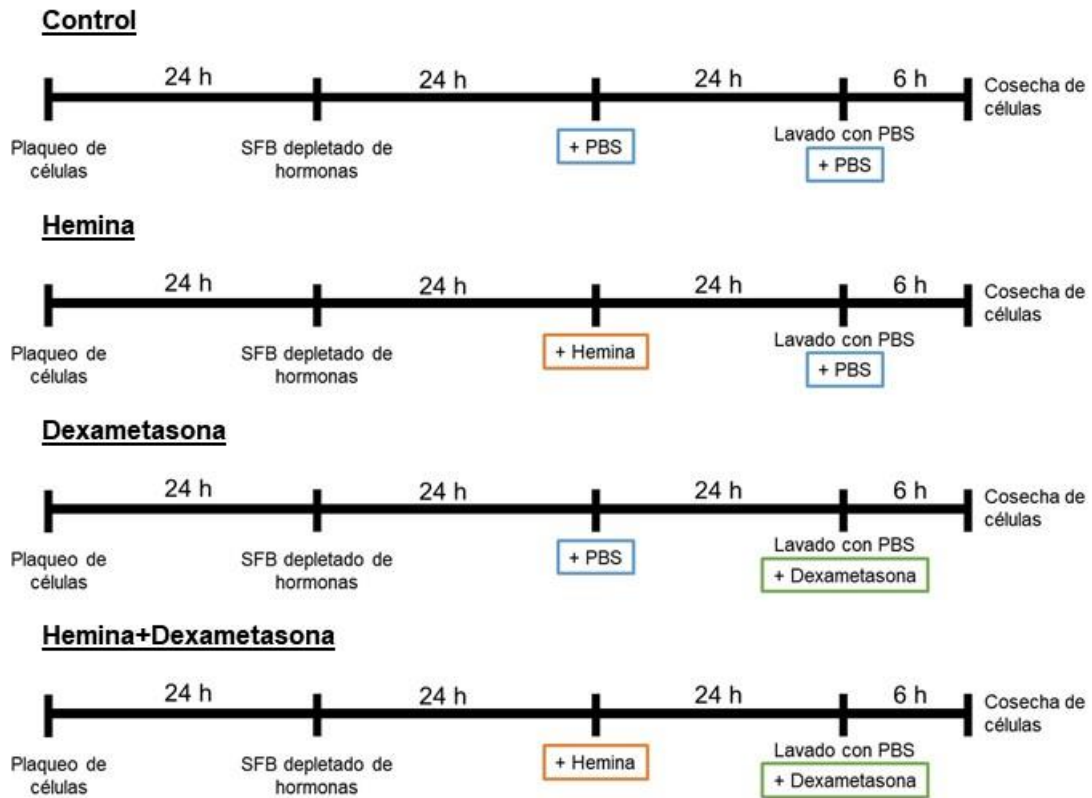 Control
24 h 24 h 24 h 6 h
Cosecha de
células
Plaqueo de
células
SFB depletado de
hormonas
+ PBS
Lavado con PBS
+ PBS
Hemina
24 h 24 h 24 h 6 h
Cosecha de
células
Plaqueo de
células
SFB depletado de
hormonas
+ Hemina
Lavado con PBS
+ PBS
Dexametasona
24 h 24 h 24 h 6 h
Cosecha de
células
Plaqueo de
células
SFB depletado de
hormonas
+ PBS
Lavado con PBS
+ Dexametasona
Hemina+Dexametasona
24 h 24 h 24 h 6 h
Cosecha de
células
Plaqueo de
células
SFB depletado de
hormonas
+ Hemina
Lavado con PBS
+ Dexametasona